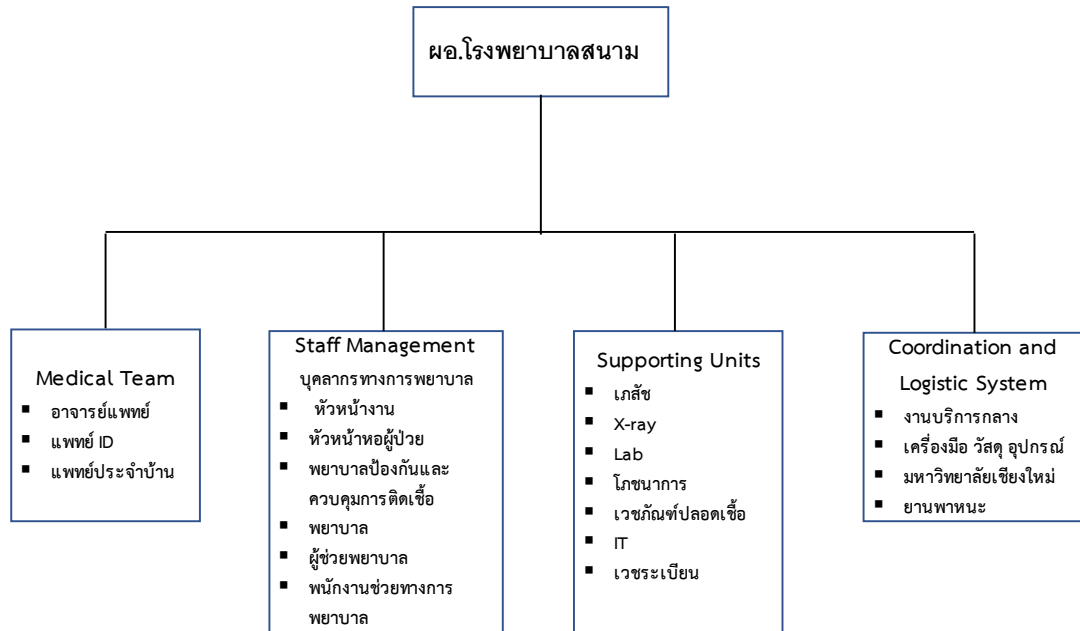 ผอ.โรงพยาบาลสนาม
Medical Team
▪ อาจารย์แพทย์
▪ แพทย์ ID
▪ แพทย์ประจำบ้าน
Staff Management
บุคลากรทางการพยาบาล
▪ หัวหน้างาน
▪ หัวหน้าหอผู้ป่วย
▪ พยาบาลป้องกันและ
ควบคุมการติดเชื้อ
▪ พยาบาล
▪ ผู้ช่วยพยาบาล
▪ พนักงานช่วยทางการ
พยาบาล
Supporting Units
▪ เภสัช
▪ X-ray
▪ Lab
▪ โภชนาการ
▪ เวชภัณฑ์ปลอดเชื้อ
▪ IT
▪ เวชระเบียน
Coordination and
Logistic System
▪ งานบริการกลาง
▪ เครื่องมือ วัสดุ อุปกรณ์
▪ มหาวิทยาลัยเชียงใหม่
▪ ยานพาหนะ